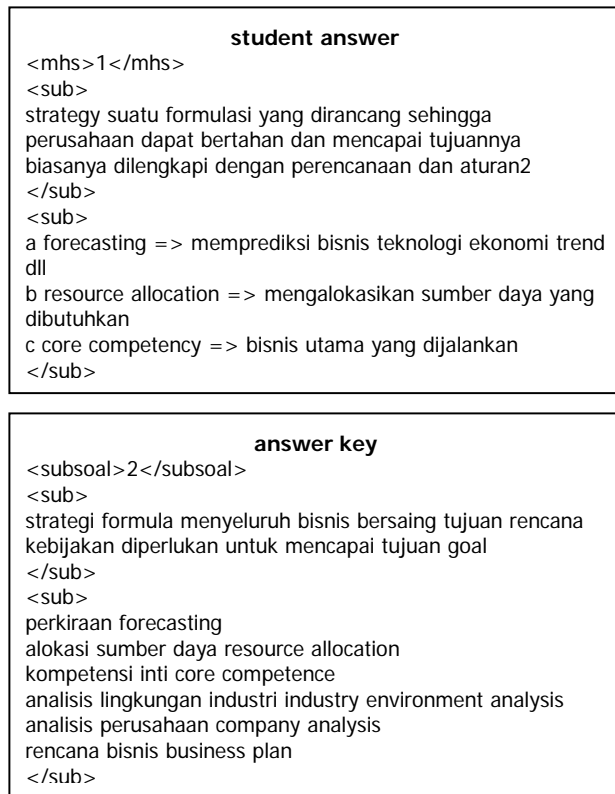 student answer
<mhs>1</mhs>
<sub>
strategy suatu formulasi yang dirancang sehingga
perusahaan dapat bertahan dan mencapai tujuannya
biasanya dilengkapi dengan perencanaan dan aturan2
</sub>
<sub>
a forecasting => memprediksi bisnis teknologi ekonomi trend
dll
b resource allocation => mengalokasikan sumber daya yang
dibutuhkan
c core competency => bisnis utama yang dijalankan
</sub>
answer key
<subsoal>2</subsoal>
<sub>
strategi formula menyeluruh bisnis bersaing tujuan rencana
kebijakan diperlukan untuk mencapai tujuan goal
</sub>
<sub>
perkiraan forecasting
alokasi sumber daya resource allocation
kompetensi inti core competence
analisis lingkungan industri industry environment analysis
analisis perusahaan company analysis
rencana bisnis business plan
</sub>